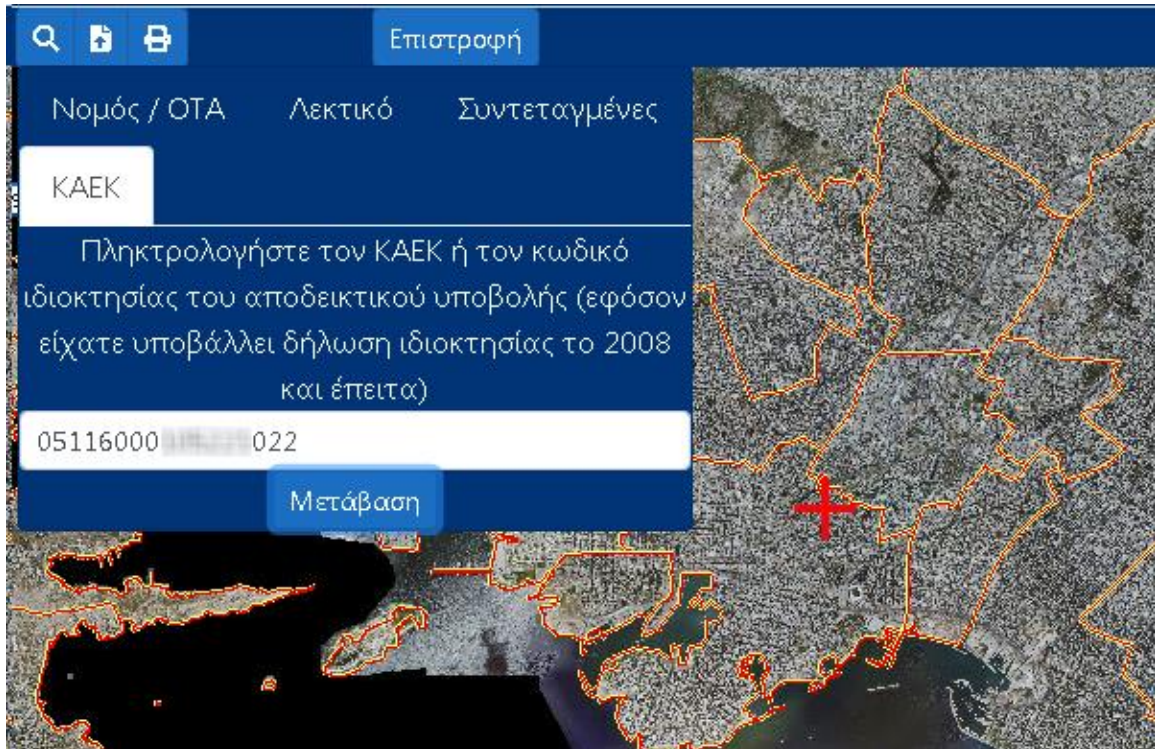 Επιστροφή
Νομός / ΟΤΑ Λεκτικό Συντεταγμένες
ΚΑΕΚ
Πληκτρολογήστε τον ΚΑΕΚ ή τον κωδικό
ιδιοκτησίας του αποδεικτικού υποβολής (εφόσον
είχατε υποβάλλει δήλωση ιδιοκτησίας το 2008
και έπειτα)
05116000 022
Μετάβαση